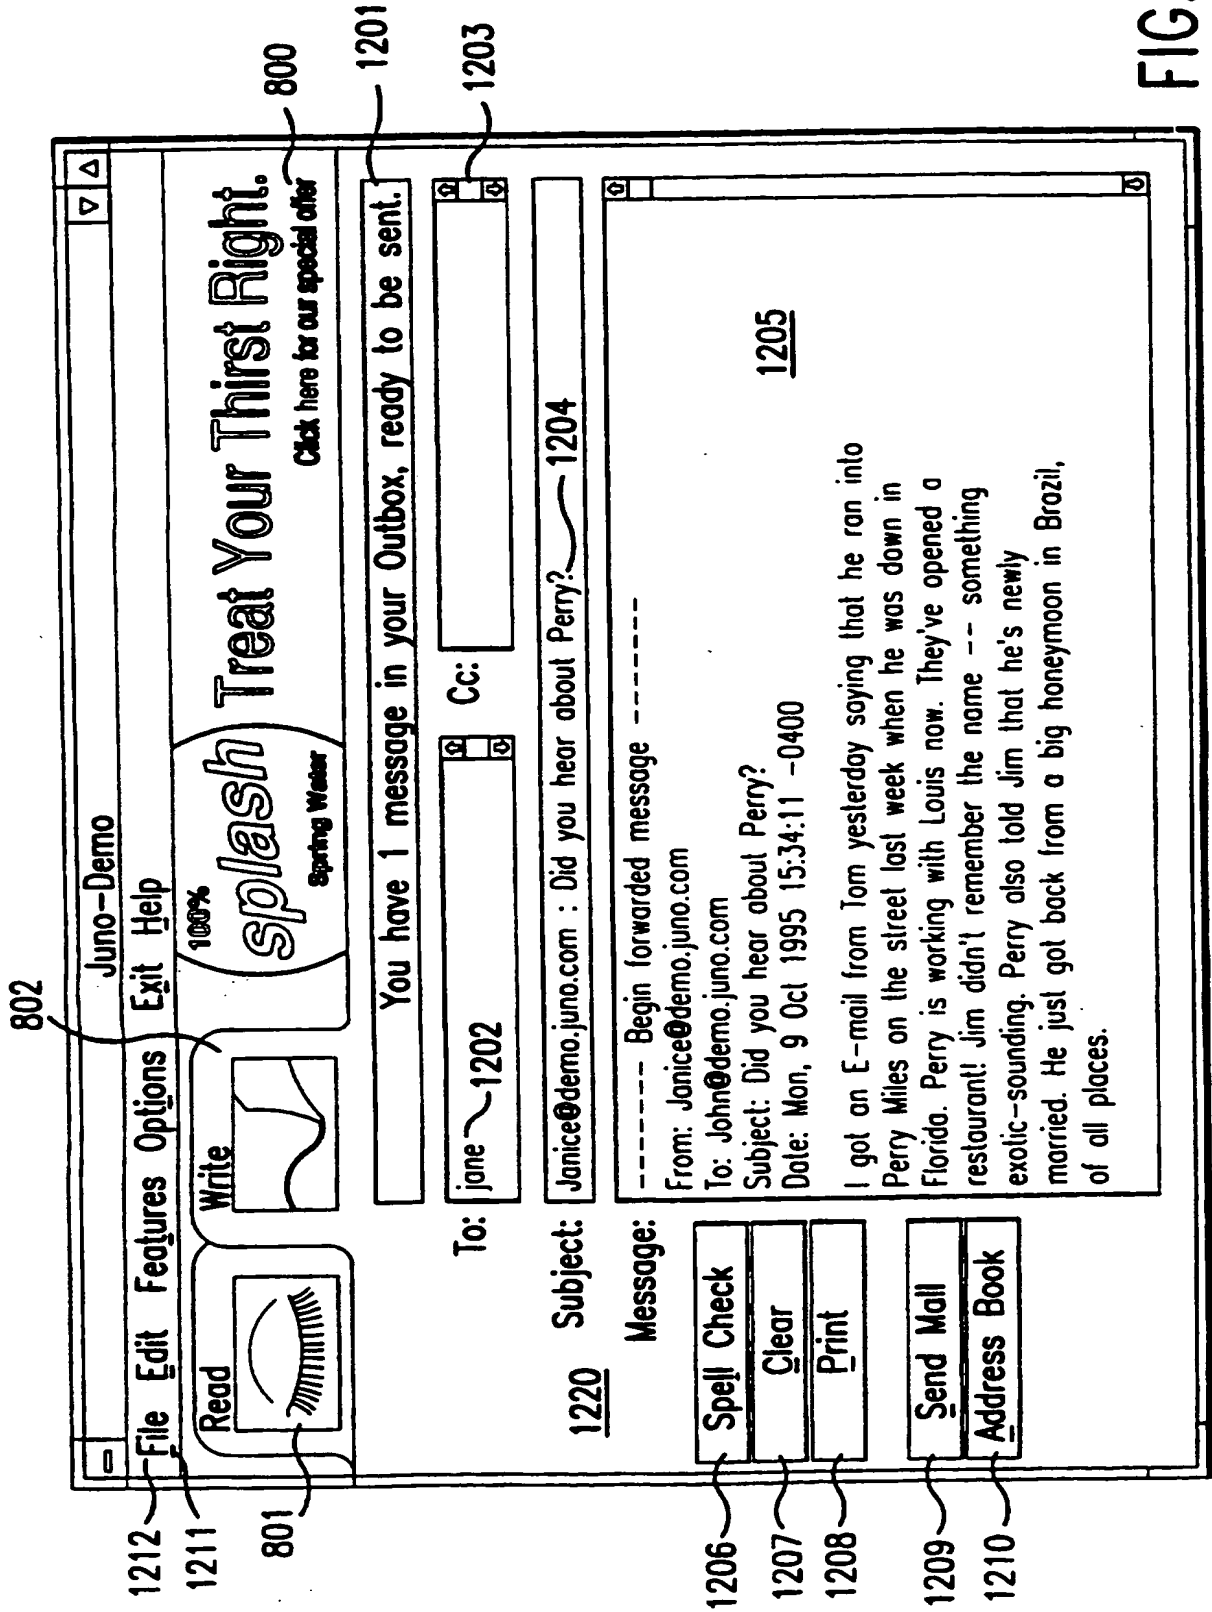 802
Juno-Demo
1212
File Edit Features Options Exit Help
1211
Read
Write
801
100%
splash
Spring Water
Treat Your Thirst Right.
Click here for our special offer
800
You have 1 message in your Outbox, ready to be sent.
1201
To: jane
1202
Cc:
1203
1220
Subject: Janice@demo.juno.com : Did you hear about Perry?
1204
Message:
------- Begin forwarded message -------
From: Janice@demo.juno.com
To: John@demo.juno.com
Subject: Did you hear about Perry?
Date: Mon, 9 Oct 1995 15:34:11 -0400
1205
I got an E-mail from Tom yesterday saying that he ran into
Perry Miles on the street last week when he was down in
Florida. Perry is working with Louis now. They've opened a
restaurant! Jim didn't remember the name -- something
exotic-sounding. Perry also told Jim that he's newly
married. He just got back from a big honeymoon in Brazil,
of all places.
1206
Spell Check
1207
Clear
1208
Print
1209
Send Mail
1210
Address Book
FIG.